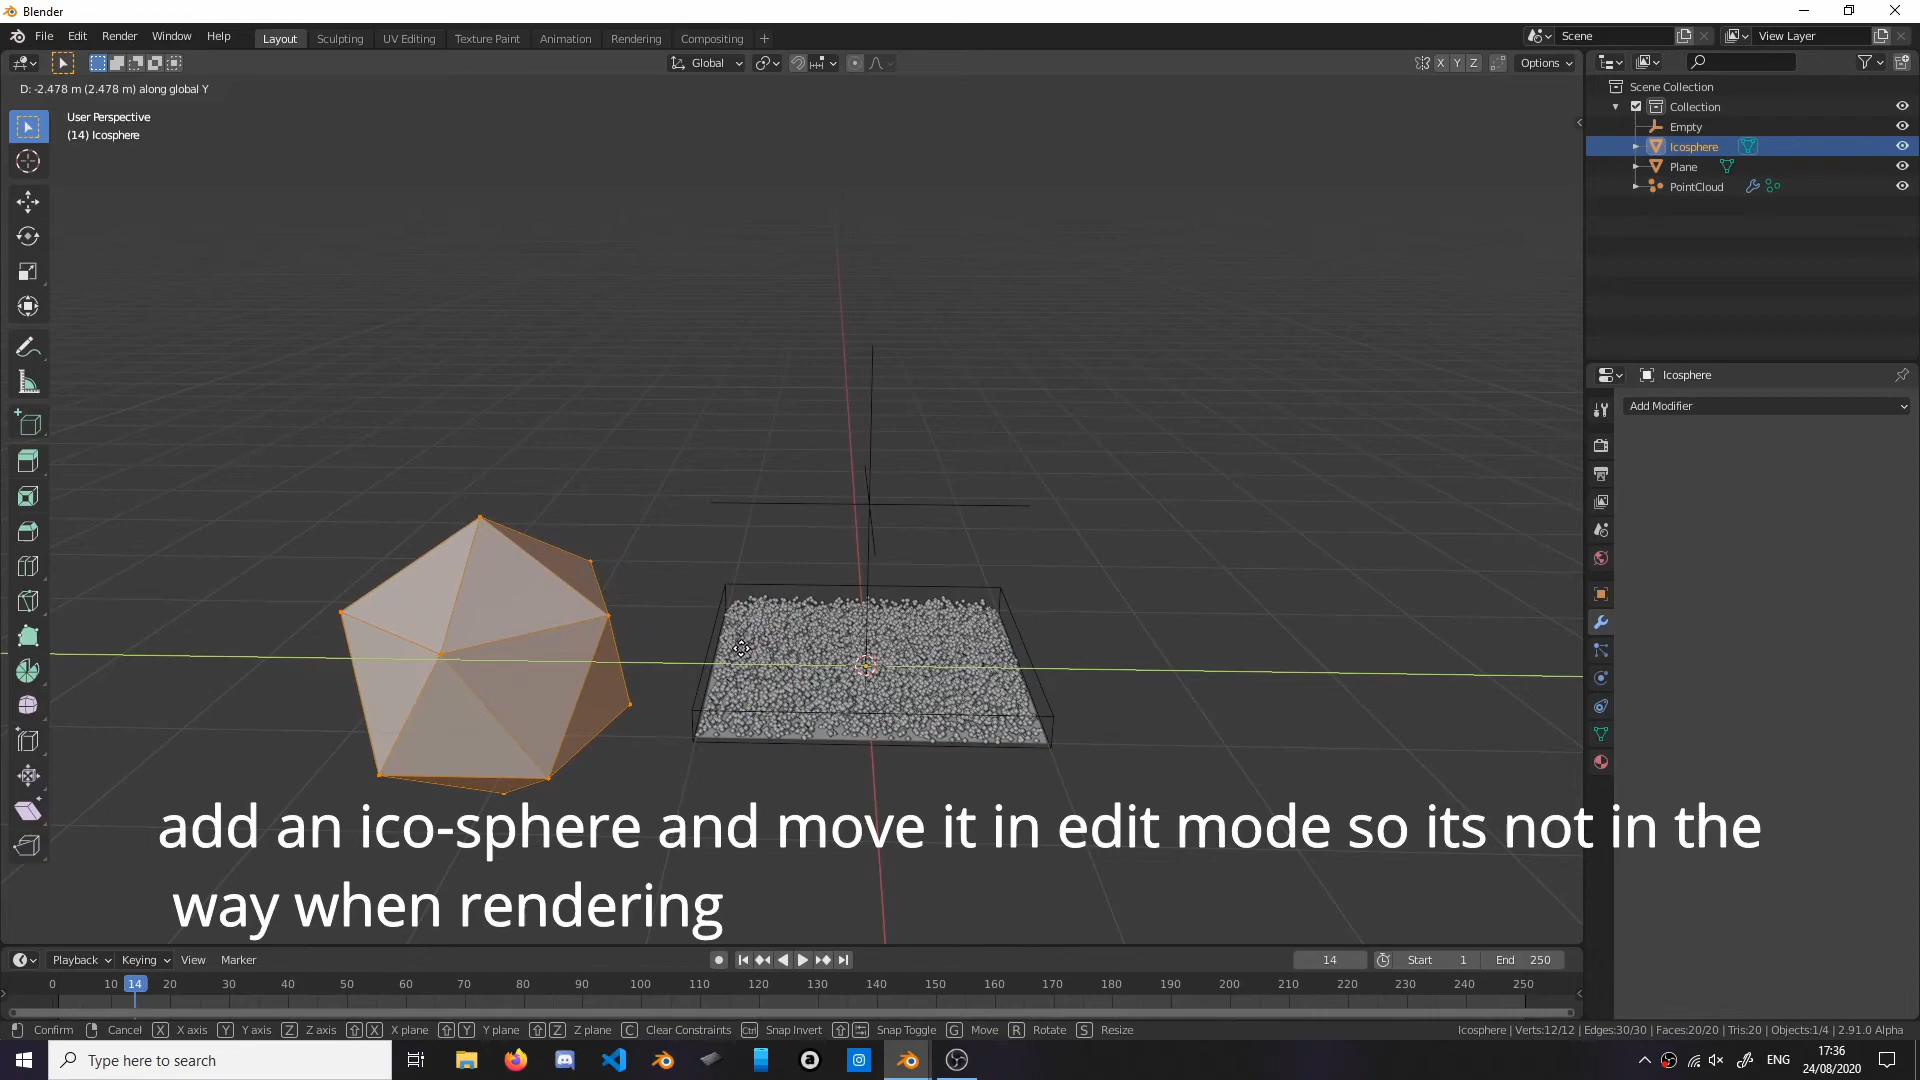 Blender
File Edit Render Window Help
Layout Sculpting UV Editing Texture Paint Animation Rendering Compositing +
Scene
View Layer
Global
X Y Z
Options
D: -2.478 m (2.478 m) along global Y
User Perspective
(14) Icosphere
Scene Collection
Collection
Empty
Icosphere
Plane
PointCloud
Icosphere
Add Modifier
add an ico-sphere and move it in edit mode so its not in the
way when rendering
Playback Keying View Marker
14
Start 1
End 250
0 10 14 20 30 40 50 60 70 80 90 100 110 120 130 140 150 160 170 180 190 200 210 220 230 240 250
Confirm Cancel X X axis Y Y axis Z Z axis X X plane Y Y plane Z Z plane C Clear Constraints Ctrl Snap Invert Snap Toggle G Move R Rotate S Resize
Icosphere | Verts:12/12 | Edges:30/30 | Faces:20/20 | Tris:20 | Objects:1/4 | 2.91.0 Alpha
Type here to search
a
ENG
17:36
24/08/2020